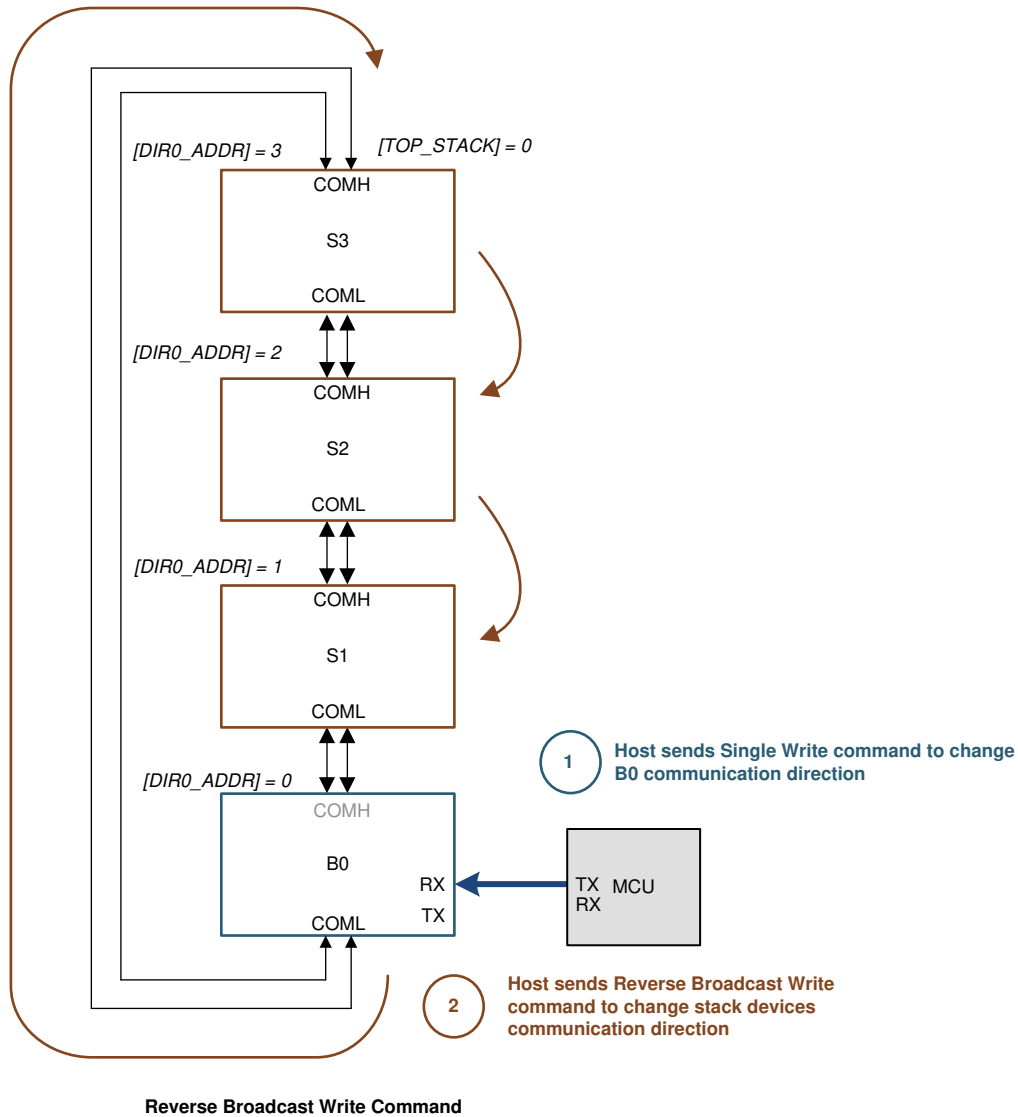 [DIR0_ADDR] = 3
[TOP_STACK] = 0
COMH
S3
COML
[DIR0_ADDR] = 2
COMH
S2
COML
[DIR0_ADDR] = 1
COMH
S1
COML
[DIR0_ADDR] = 0
COMH
B0
RX
TX
COML
1
Host sends Single Write command to change
B0 communication direction
TX MCU
RX
2
Host sends Reverse Broadcast Write
command to change stack devices
communication direction
Reverse Broadcast Write Command